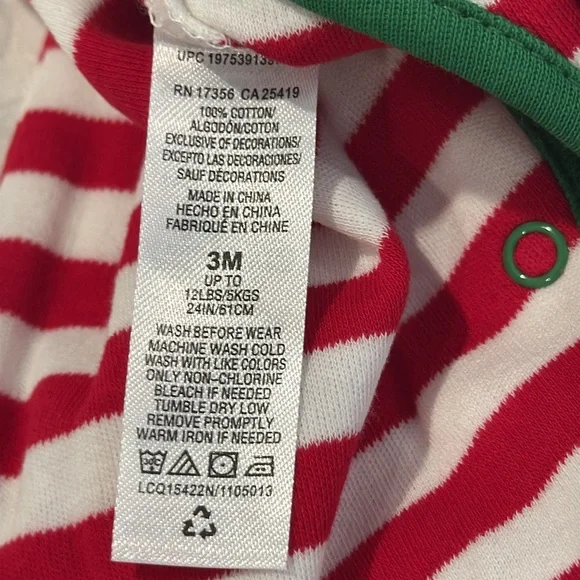 UPC 19753913
RN 17356 CA 25419
100% COTTON/
ALGODÓN/COTON
EXCLUSIVE OF DECORATIONS/
EXCEPTO LAS DECORACIONES/
SAUF DÉCORATIONS
MADE IN CHINA
HECHO EN CHINA
FABRIQUÉ EN CHINE
3M
UP TO
12LBS/5KGS
24IN/61CM
WASH BEFORE WEAR
MACHINE WASH COLD
WASH WITH LIKE COLORS
ONLY NON-CHLORINE
BLEACH IF NEEDED
TUMBLE DRY LOW
REMOVE PROMPTLY
WARM IRON IF NEEDED
LCQ15422N/1105013